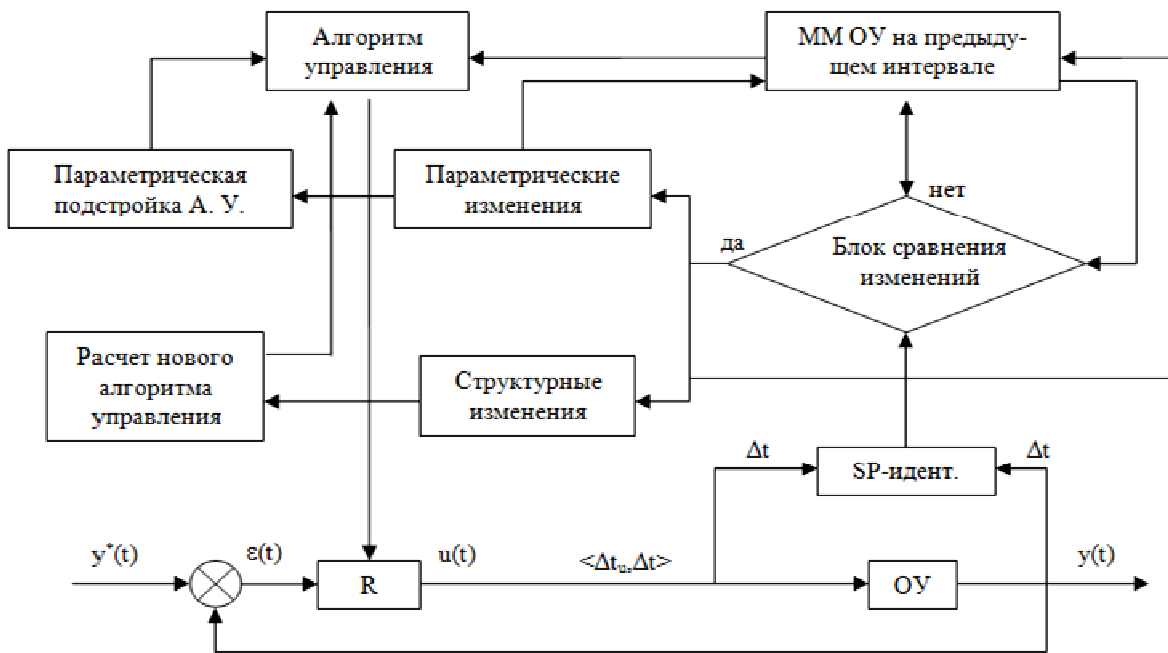 Алгоритм
управления
ММ ОУ на предыду-
щем интервале
Параметрическая
подстройка А. У.
Параметрические
изменения
нет
да
Блок сравнения
изменений
Расчет нового
алгоритма
управления
Структурные
изменения
Δt
SP-идент.
Δt
y*(t)
ε(t)
R
u(t)
<Δtᵤ,Δt>
ОУ
y(t)